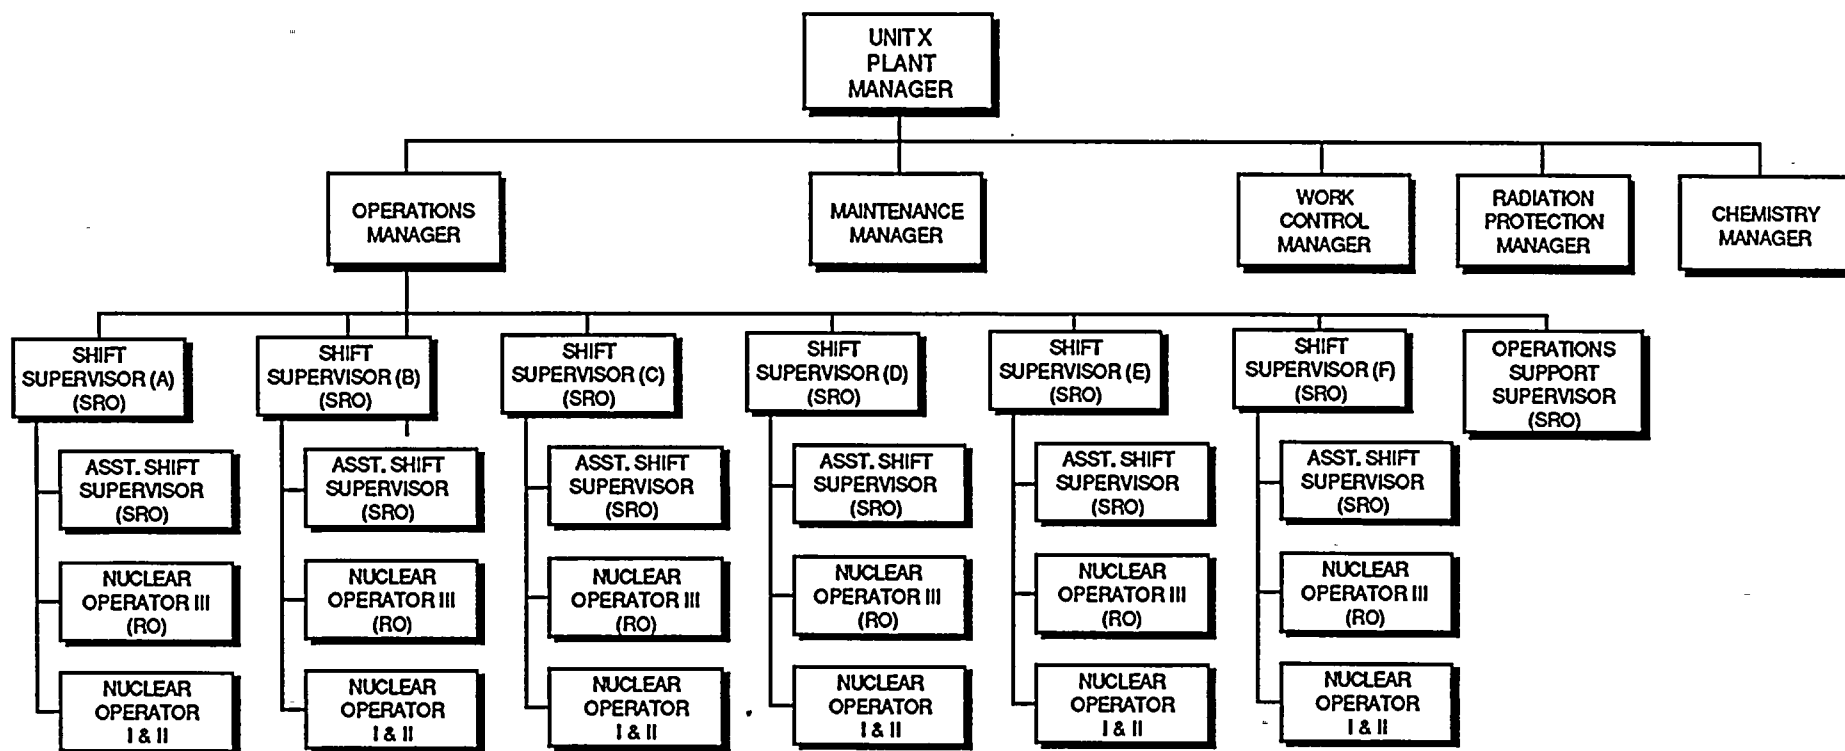 UNIT X
PLANT
MANAGER
OPERATIONS
MANAGER
MAINTENANCE
MANAGER
WORK
CONTROL
MANAGER
RADIATION
PROTECTION
MANAGER
CHEMISTRY
MANAGER
SHIFT
SUPERVISOR (A)
(SRO)
SHIFT
SUPERVISOR (B)
(SRO)
SHIFT
SUPERVISOR (C)
(SRO)
SHIFT
SUPERVISOR (D)
(SRO)
SHIFT
SUPERVISOR (E)
(SRO)
SHIFT
SUPERVISOR (F)
(SRO)
OPERATIONS
SUPPORT
SUPERVISOR
(SRO)
ASST. SHIFT
SUPERVISOR
(SRO)
ASST. SHIFT
SUPERVISOR
(SRO)
ASST. SHIFT
SUPERVISOR
(SRO)
ASST. SHIFT
SUPERVISOR
(SRO)
ASST. SHIFT
SUPERVISOR
(SRO)
ASST. SHIFT
SUPERVISOR
(SRO)
NUCLEAR
OPERATOR III
(RO)
NUCLEAR
OPERATOR III
(RO)
NUCLEAR
OPERATOR III
(RO)
NUCLEAR
OPERATOR III
(RO)
NUCLEAR
OPERATOR III
(RO)
NUCLEAR
OPERATOR III
(RO)
NUCLEAR
OPERATOR
I & II
NUCLEAR
OPERATOR
I & II
NUCLEAR
OPERATOR
I & II
NUCLEAR
OPERATOR
I & II
NUCLEAR
OPERATOR
I & II
NUCLEAR
OPERATOR
I & II